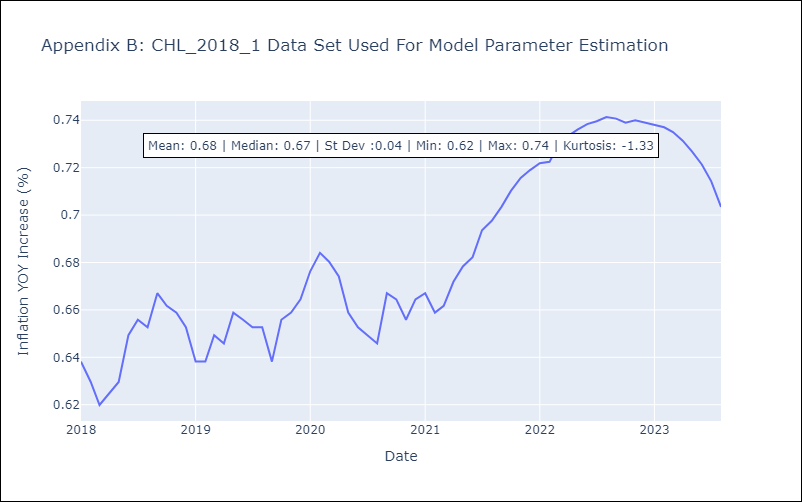 Appendix B: CHL_2018_1 Data Set Used For Model Parameter Estimation
Mean: 0.68 | Median: 0.67 | St Dev :0.04 | Min: 0.62 | Max: 0.74 | Kurtosis: -1.33
Inflation YOY Increase (%)
0.74
0.72
0.7
0.68
0.66
0.64
0.62
2018 2019 2020 2021 2022 2023
Date